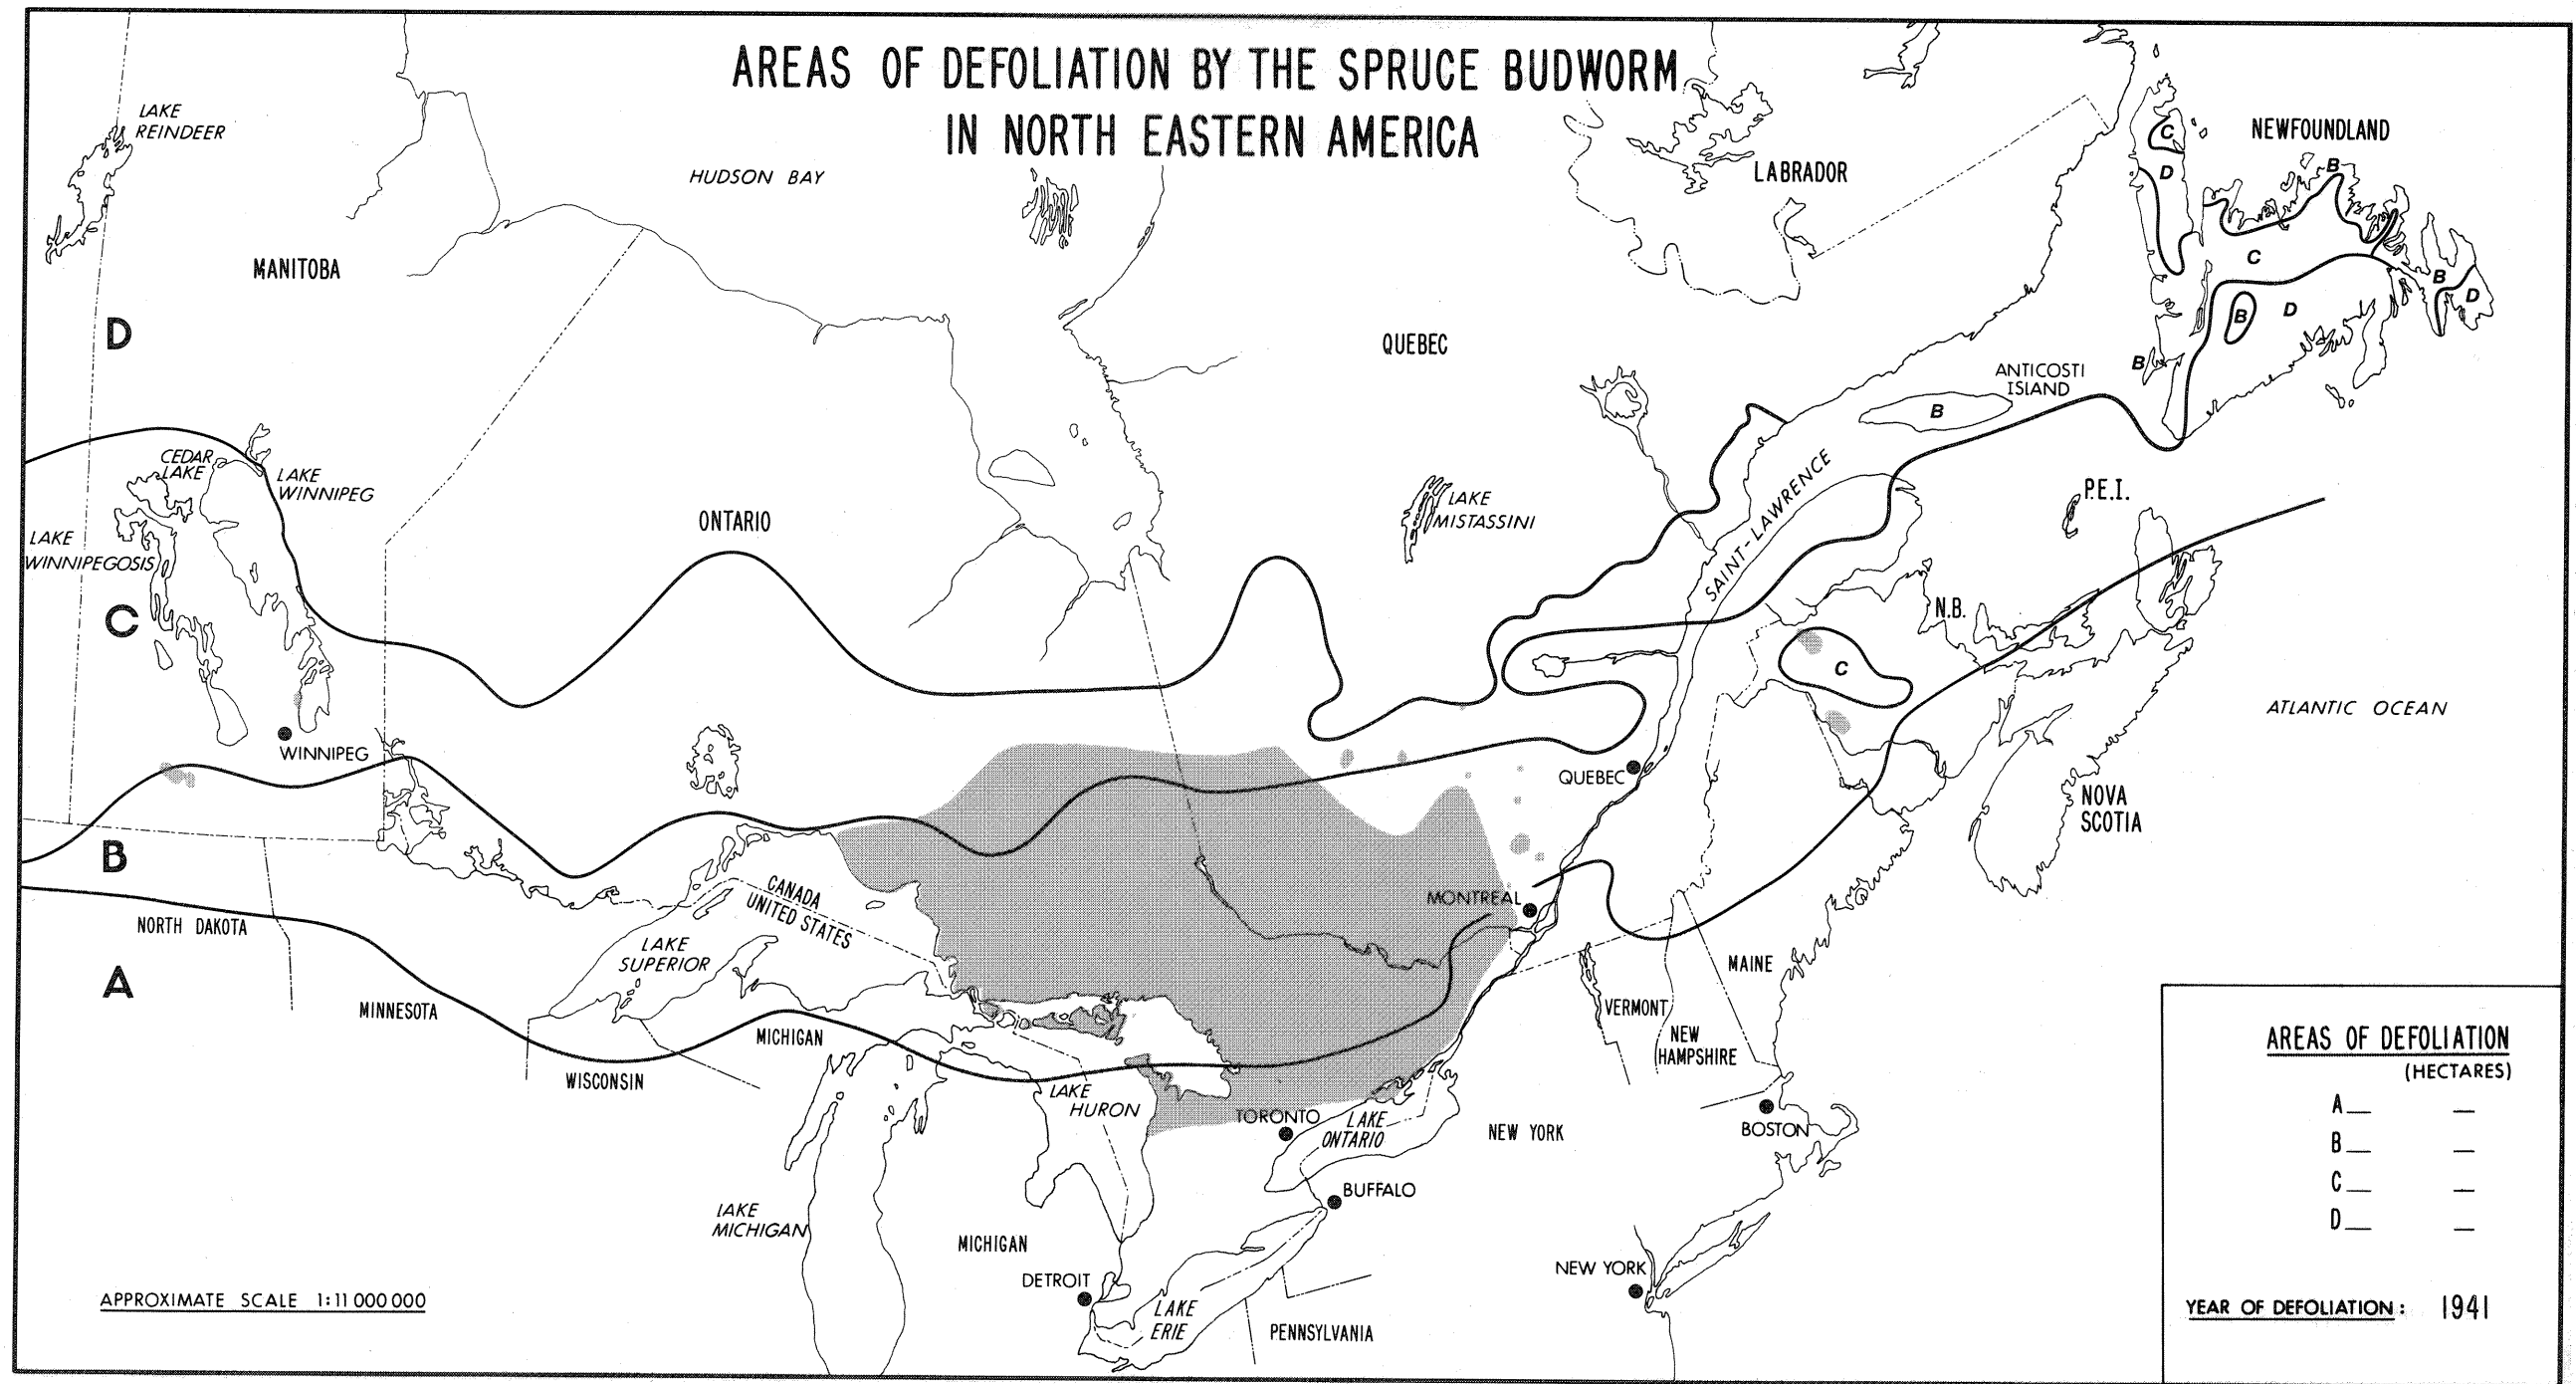 AREAS OF DEFOLIATION BY THE SPRUCE BUDWORM
IN NORTH EASTERN AMERICA
LAKE
REINDEER
HUDSON BAY
MANITOBA
D
LABRADOR
NEWFOUNDLAND
C
D
B
C
B
D
B
D
B
QUEBEC
ANTICOSTI
ISLAND
B
CEDAR
LAKE
LAKE
WINNIPEG
LAKE
WINNIPEGOSIS
ONTARIO
LAKE
MISTASSINI
SAINT-LAWRENCE
P.E.I.
N.B.
C
C
ATLANTIC OCEAN
WINNIPEG
QUEBEC
NOVA
SCOTIA
B
CANADA
UNITED STATES
MONTREAL
NORTH DAKOTA
LAKE
SUPERIOR
A
MAINE
MINNESOTA
VERMONT
NEW
HAMPSHIRE
MICHIGAN
WISCONSIN
LAKE
HURON
TORONTO
LAKE
ONTARIO
NEW YORK
BOSTON
BUFFALO
LAKE
MICHIGAN
MICHIGAN
DETROIT
NEW YORK
LAKE
ERIE
PENNSYLVANIA
APPROXIMATE SCALE 1:11 000 000
AREAS OF DEFOLIATION
(HECTARES)
A — —
B — —
C — —
D — —
YEAR OF DEFOLIATION: 1941